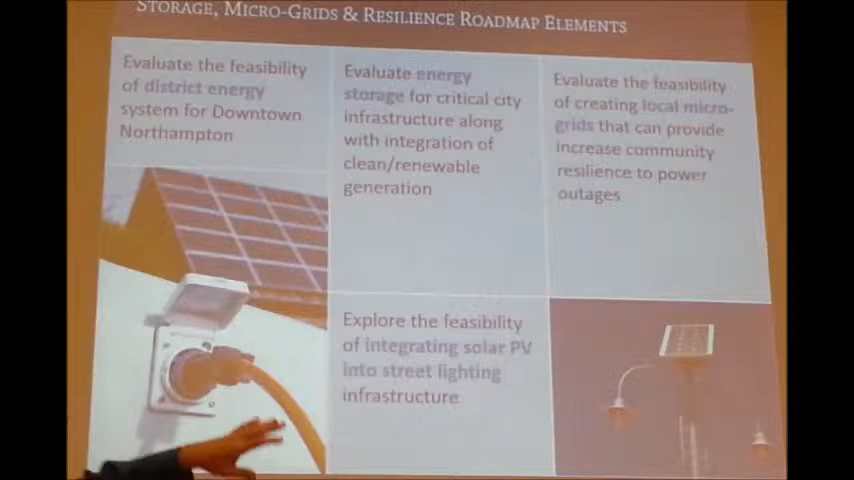 STORAGE, MICRO-GRIDS & RESILIENCE ROADMAP ELEMENTS
Evaluate the feasibility
of district energy
system for Downtown
Northampton
Evaluate energy
storage for critical city
infrastructure along
with integration of
clean/renewable
generation
Evaluate the feasibility
of creating local micro-
grids that can provide
increase community
resilience to power
outages
Explore the feasibility
of integrating solar PV
into street lighting
infrastructure